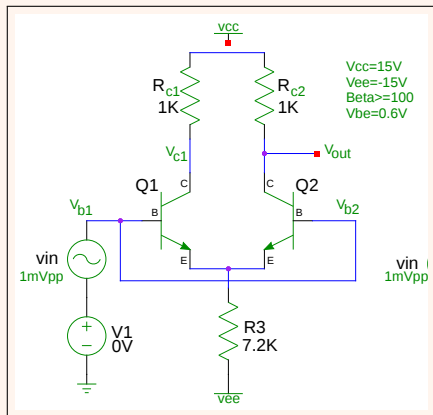 vcc
Rc1
1K
Rc2
1K
Vcc=15V
Vee=-15V
Beta>=100
Vbe=0.6V
Vc1
Vout
C
C
Q1
Q2
Vb1
B
B
Vb2
E
E
vin
1mVpp
vin
1mVpp
R3
7.2K
V1
0V
vee